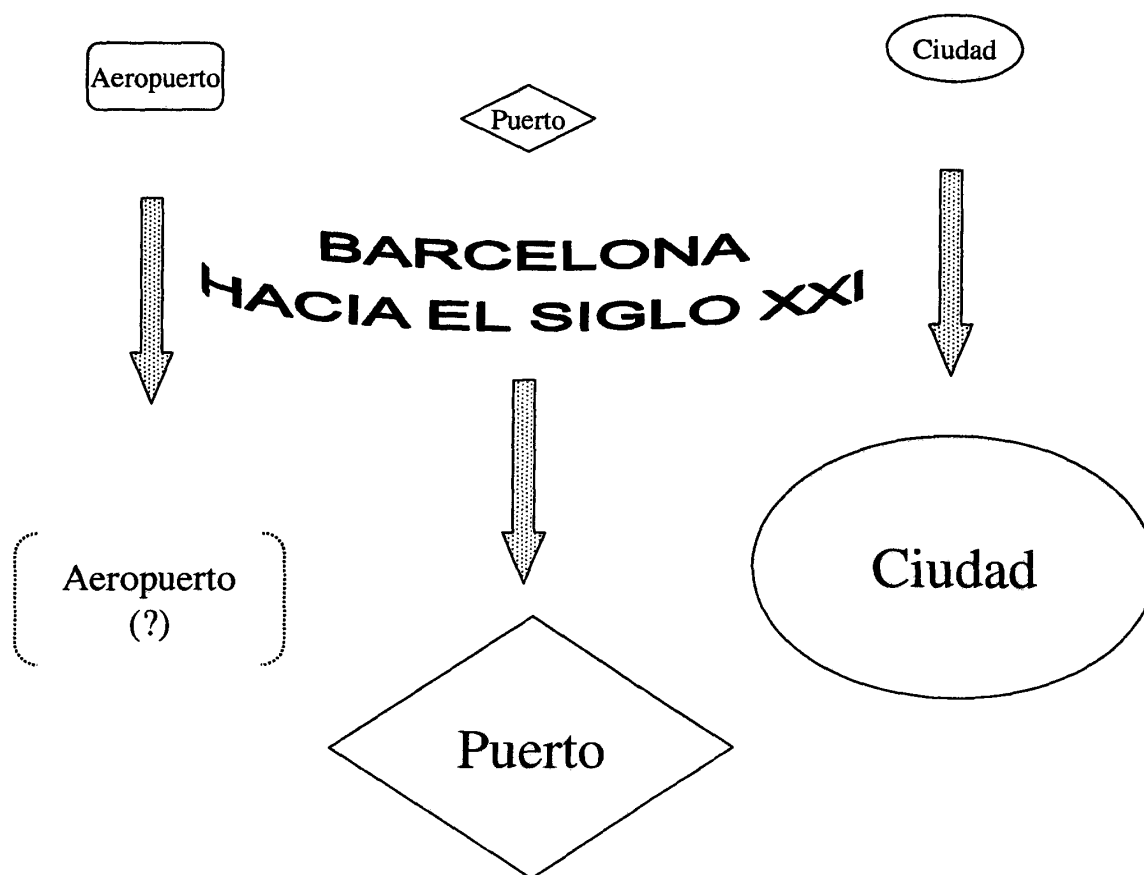 Aeropuerto
Puerto
Ciudad
BARCELONA
HACIA EL SIGLO XXI
Aeropuerto
(?)
Puerto
Ciudad